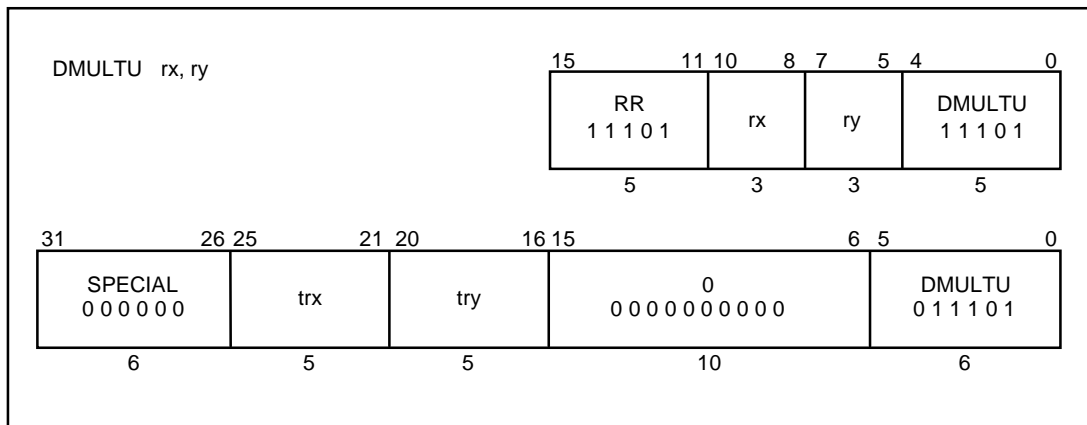 DMULTU rx, ry
15 11 10 8 7 5 4 0
RR rx ry DMULTU
1 1 1 0 1 1 1 1 0 1
5 3 3 5
31 26 25 21 20 16 15 6 5 0
SPECIAL trx try 0 DMULTU
0 0 0 0 0 0 0 0 0 0 0 0 0 0 0 0 0 1 1 1 0 1
6 5 5 10 6